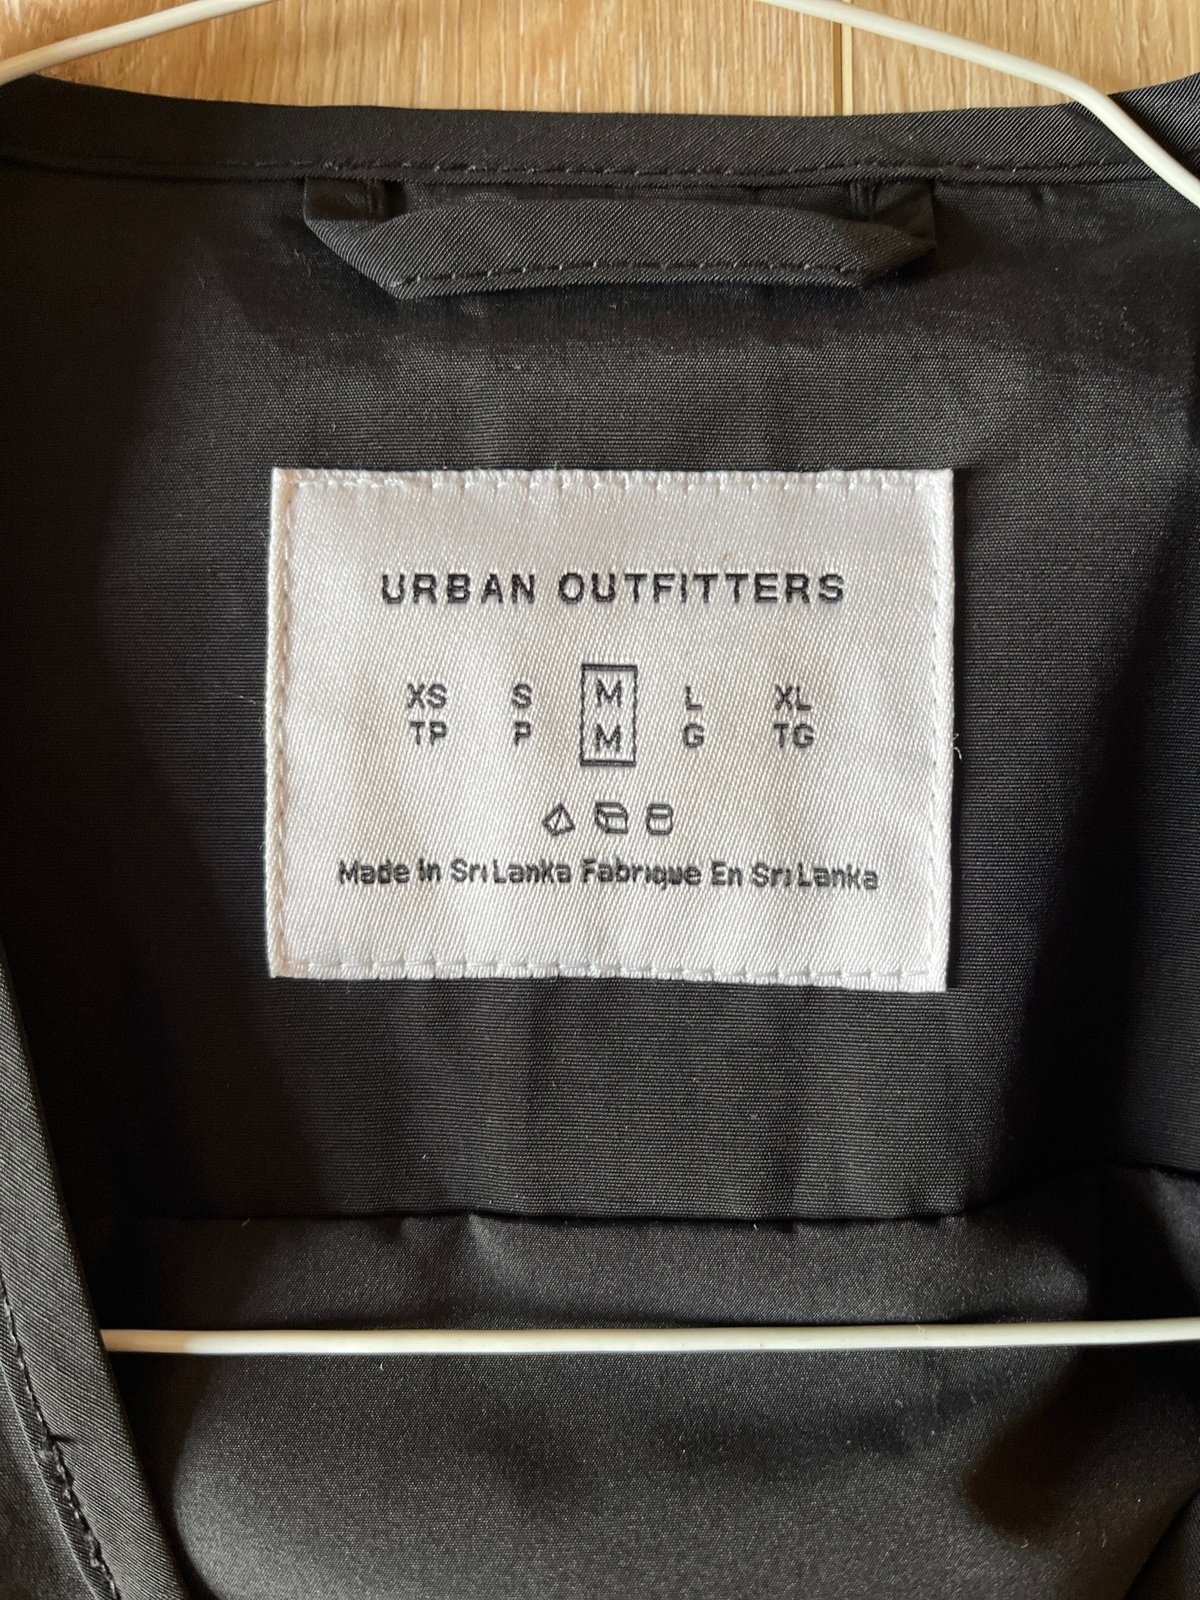 URBAN OUTFITTERS
XS S M L XL
TP P M G TG
Made in Sri Lanka Fabrique En Sri Lanka